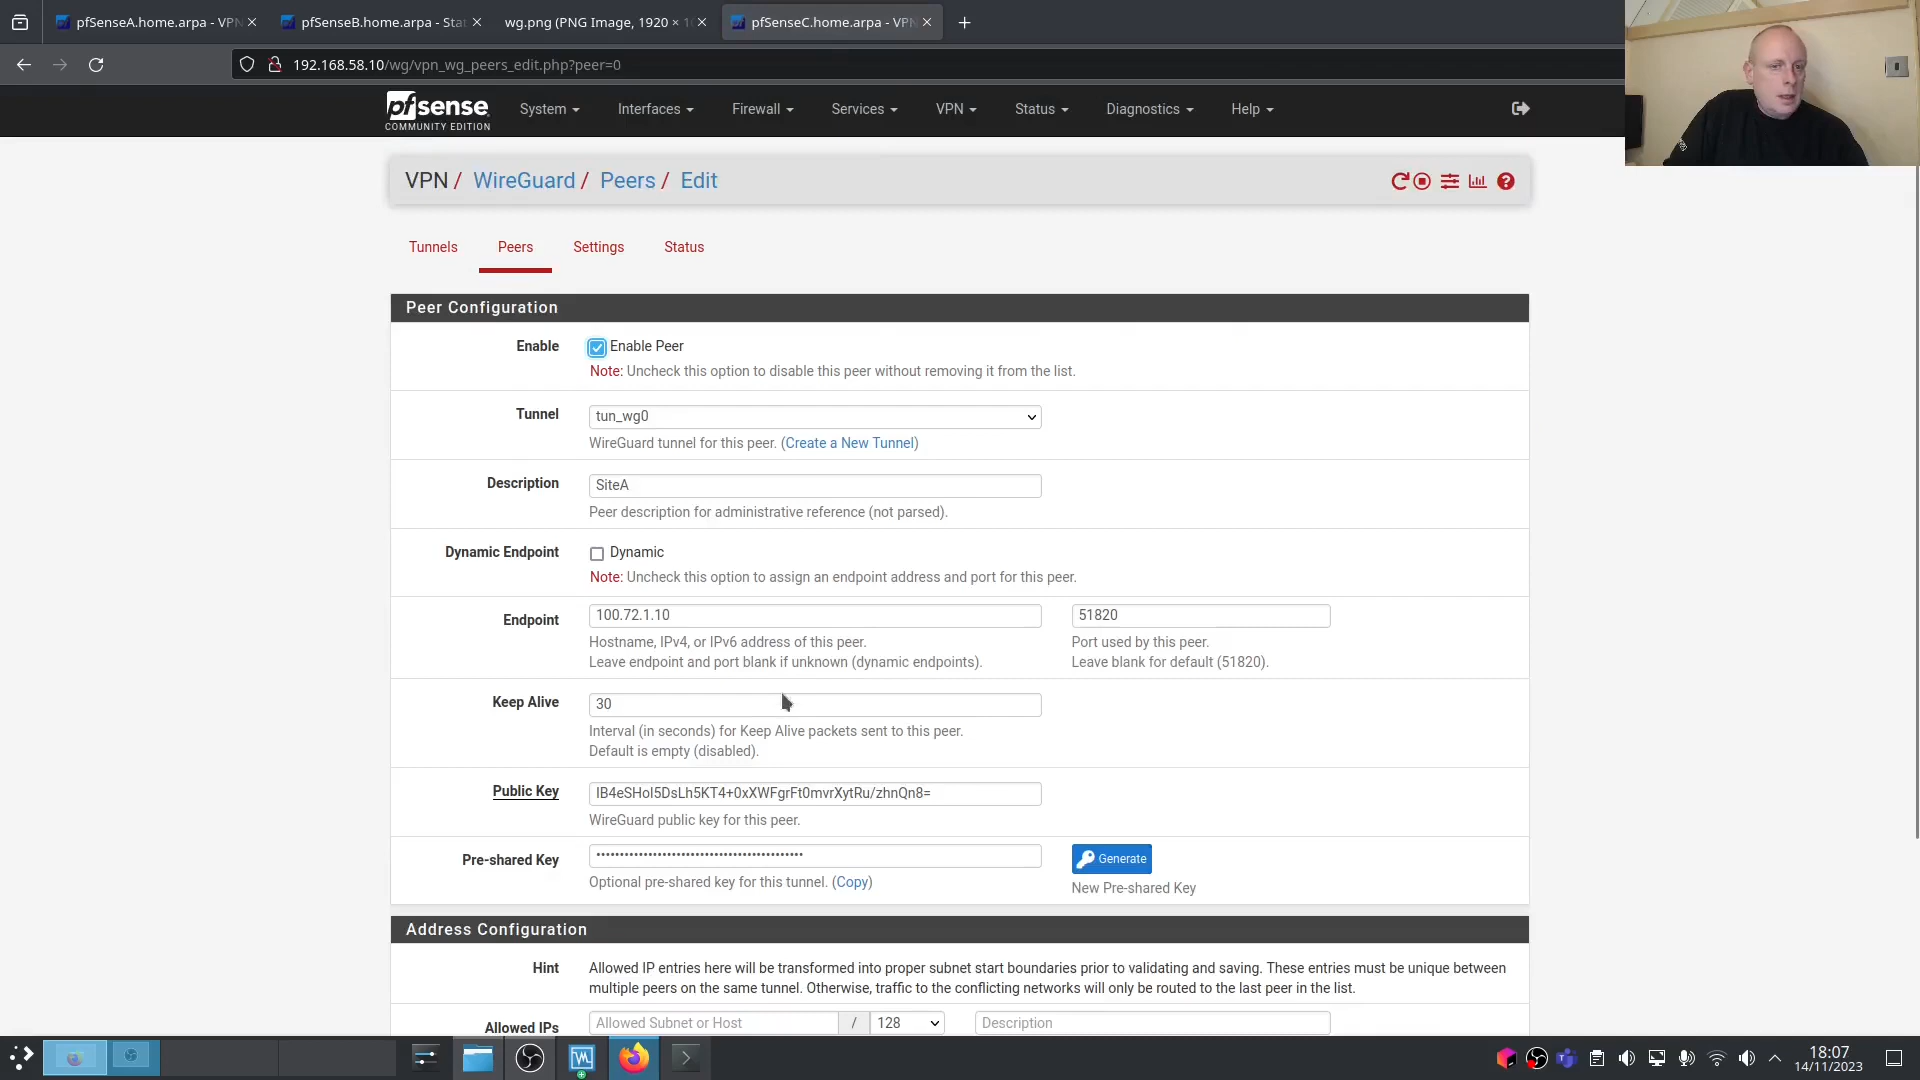 pfSenseA.home.arpa - VPN
pfSenseB.home.arpa - Sta
wg.png (PNG Image, 1920 × 1
pfSenseC.home.arpa - VPN
192.168.58.10/wg/vpn_wg_peers_edit.php?peer=0
pfsense
COMMUNITY EDITION
System
Interfaces
Firewall
Services
VPN
Status
Diagnostics
Help
VPN / WireGuard / Peers / Edit
Tunnels
Peers
Settings
Status
Peer Configuration
Enable
Enable Peer
Note: Uncheck this option to disable this peer without removing it from the list.
Tunnel
tun_wg0
WireGuard tunnel for this peer. (Create a New Tunnel)
Description
SiteA
Peer description for administrative reference (not parsed).
Dynamic Endpoint
Dynamic
Note: Uncheck this option to assign an endpoint address and port for this peer.
Endpoint
100.72.1.10
51820
Hostname, IPv4, or IPv6 address of this peer.
Port used by this peer.
Leave endpoint and port blank if unknown (dynamic endpoints).
Leave blank for default (51820).
Keep Alive
30
Interval (in seconds) for Keep Alive packets sent to this peer.
Default is empty (disabled).
Public Key
IB4eSHol5DsLh5KT4+0xXWFgrFt0mvrXytRu/zhnQn8=
WireGuard public key for this peer.
Pre-shared Key
Generate
Optional pre-shared key for this tunnel. (Copy)
New Pre-shared Key
Address Configuration
Hint
Allowed IP entries here will be transformed into proper subnet start boundaries prior to validating and saving. These entries must be unique between
multiple peers on the same tunnel. Otherwise, traffic to the conflicting networks will only be routed to the last peer in the list.
Allowed IPs
Allowed Subnet or Host
/
128
Description
18:07
14/11/2023